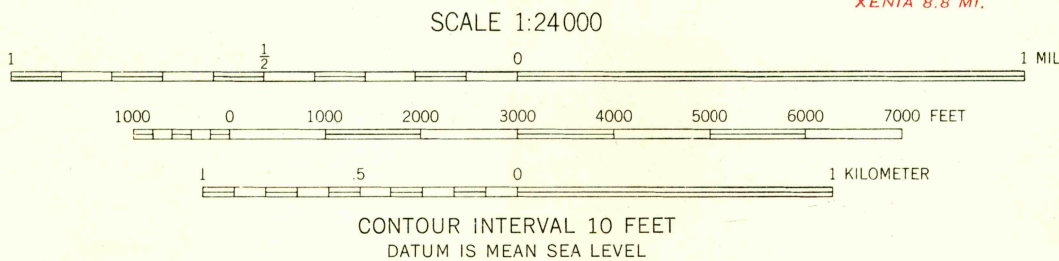 XENIA 8.8 MI.
SCALE 1:24000
1 1/2 0 1 MIL
1000 0 1000 2000 3000 4000 5000 6000 7000 FEET
1 .5 0 1 KILOMETER
CONTOUR INTERVAL 10 FEET
DATUM IS MEAN SEA LEVEL